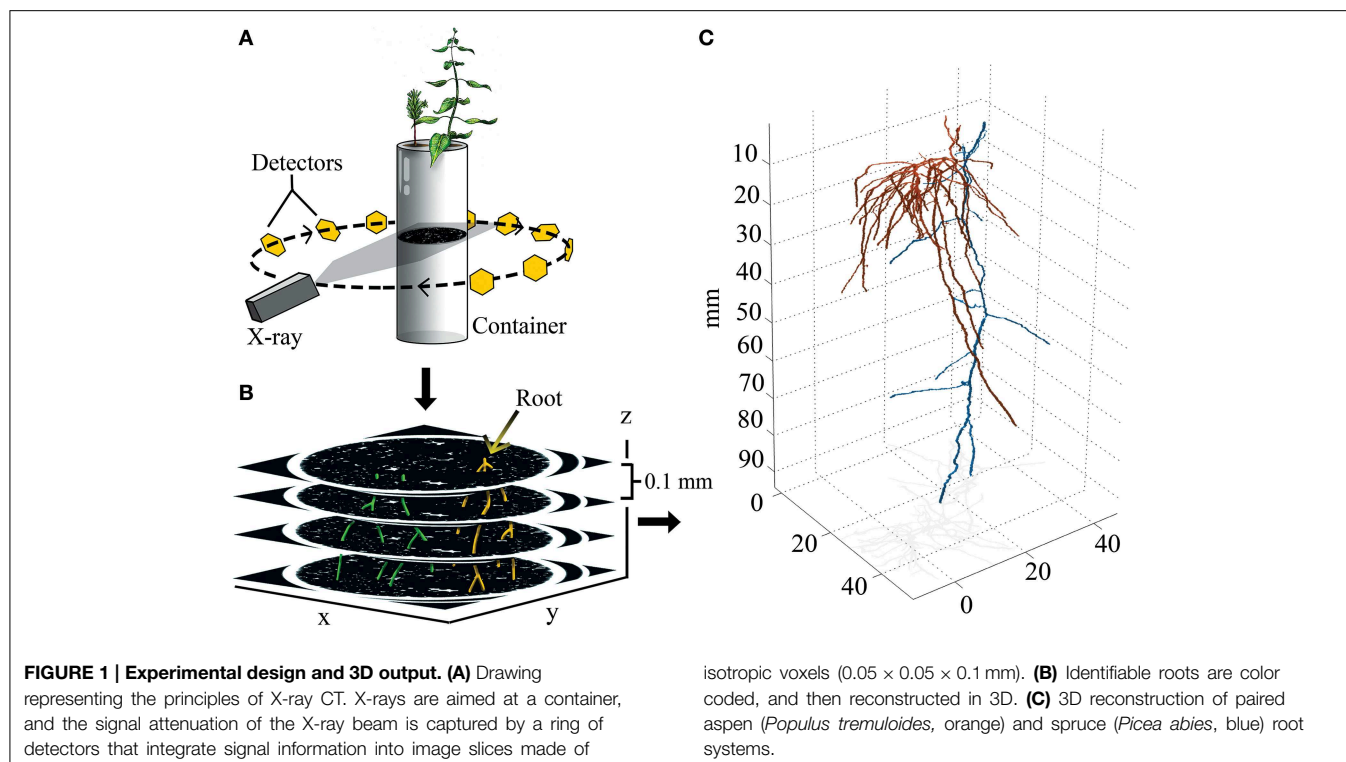 A
Detectors
X-ray
Container
B
Root
z
0.1 mm
x
y
C
mm
10
20
30
40
50
60
70
80
90
0
20
40
0
20
40
FIGURE 1 | Experimental design and 3D output. (A) Drawing
representing the principles of X-ray CT. X-rays are aimed at a container,
and the signal attenuation of the X-ray beam is captured by a ring of
detectors that integrate signal information into image slices made of
isotropic voxels (0.05 × 0.05 × 0.1 mm). (B) Identifiable roots are color
coded, and then reconstructed in 3D. (C) 3D reconstruction of paired
aspen (Populus tremuloides, orange) and spruce (Picea abies, blue) root
systems.